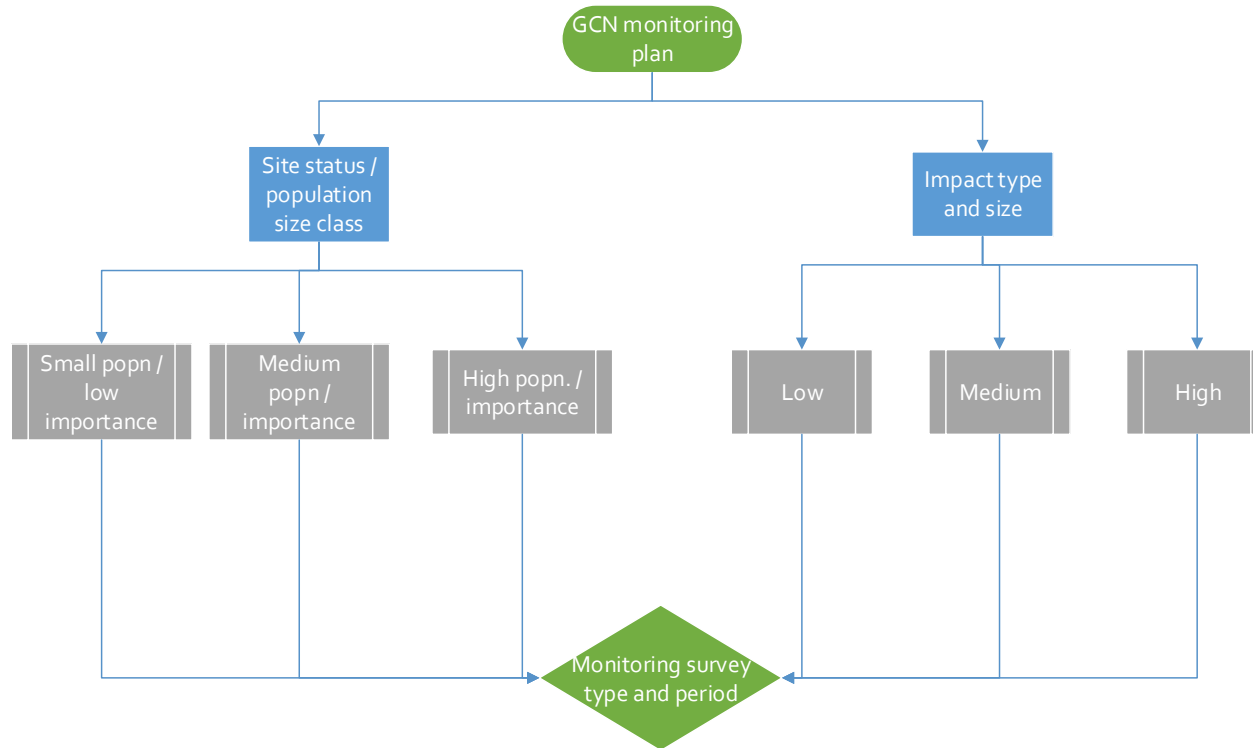 GCN monitoring
plan
Site status /
population
size class
Impact type
and size
Small popn /
low
importance
Medium
popn /
importance
High popn. /
importance
Low
Medium
High
Monitoring survey
type and period